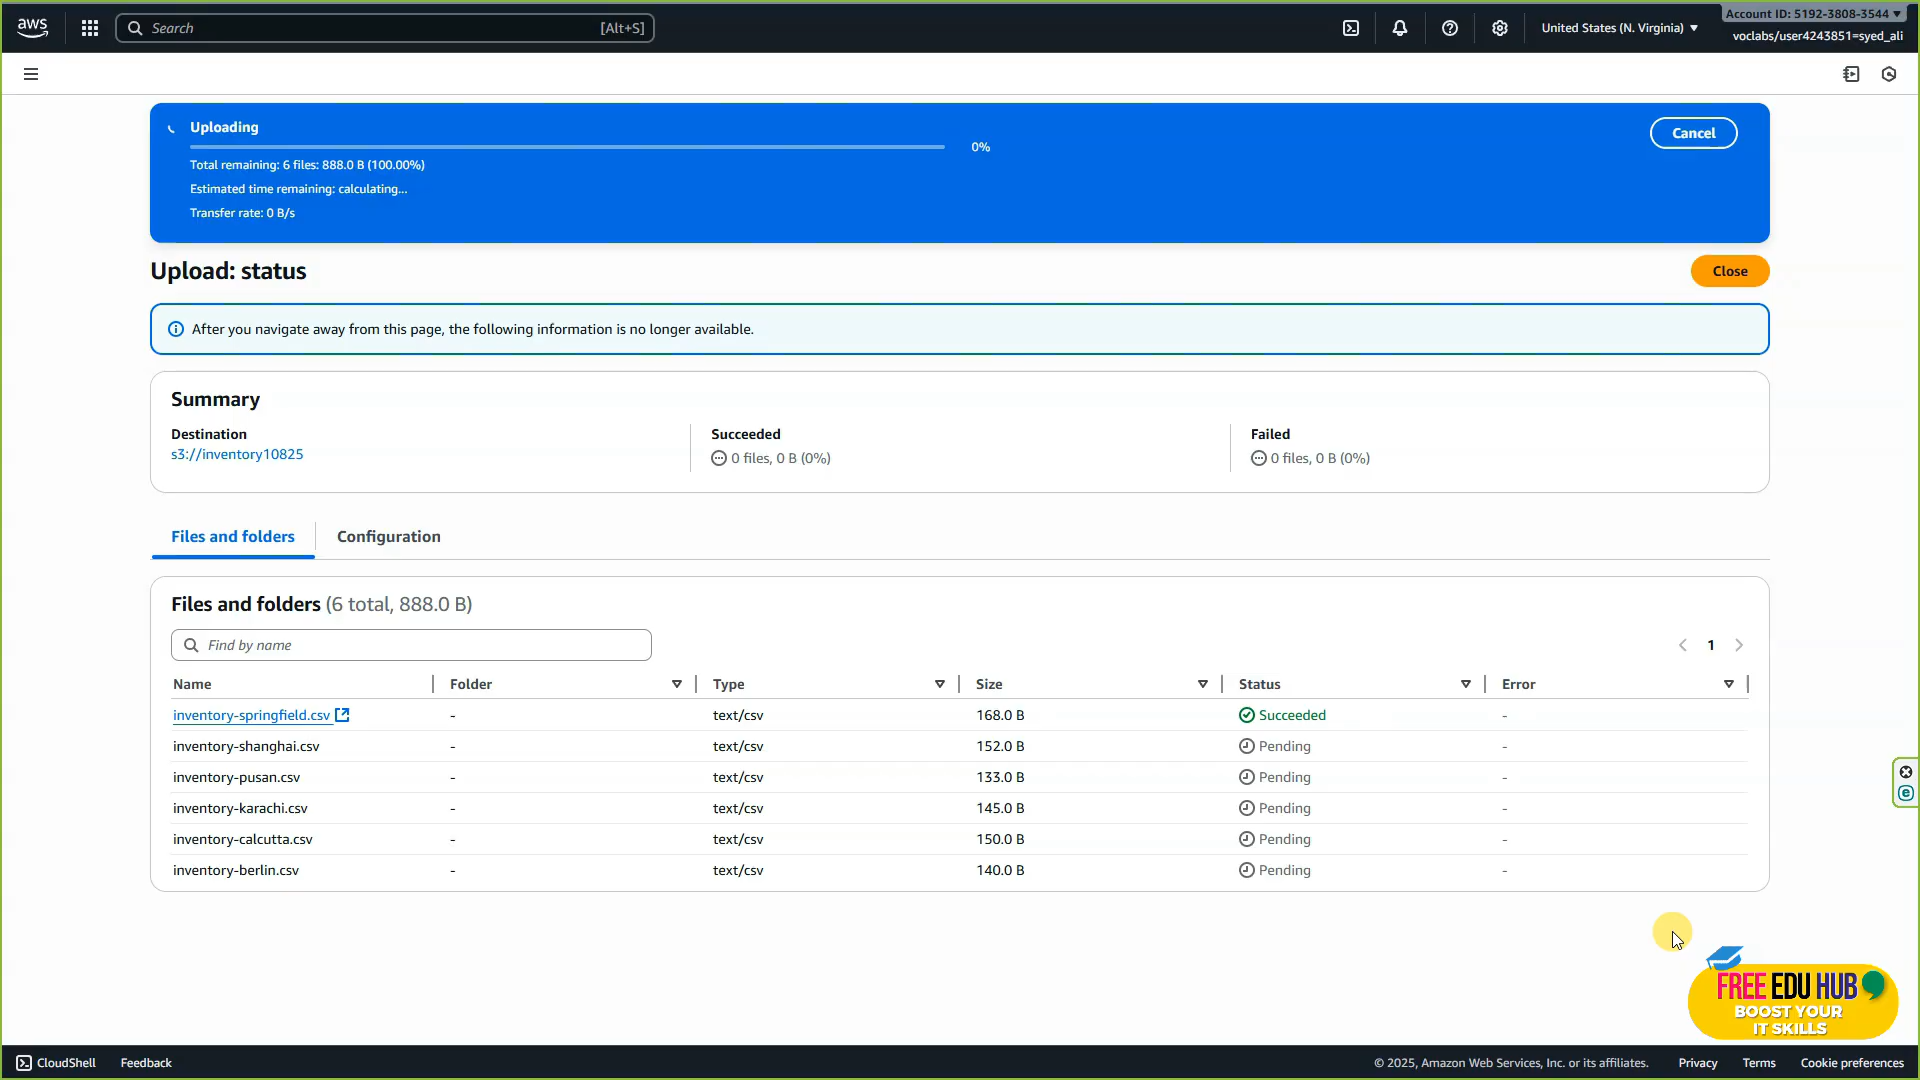 aws
Search [Alt+S]
United States (N. Virginia)
Account ID: 5192-3808-3544
voclabs/user4243851=syed_ali
Uploading
Cancel
0%
Total remaining: 6 files: 888.0 B (100.00%)
Estimated time remaining: calculating...
Transfer rate: 0 B/s
Upload: status
Close
After you navigate away from this page, the following information is no longer available.
Summary
Destination Succeeded Failed
s3://inventory10825 0 files, 0 B (0%) 0 files, 0 B (0%)
Files and folders Configuration
Files and folders (6 total, 888.0 B)
Find by name
1
Name Folder Type Size Status Error
inventory-springfield.csv - text/csv 168.0 B Succeeded -
inventory-shanghai.csv - text/csv 152.0 B Pending -
inventory-pusan.csv - text/csv 133.0 B Pending -
inventory-karachi.csv - text/csv 145.0 B Pending -
inventory-calcutta.csv - text/csv 150.0 B Pending -
inventory-berlin.csv - text/csv 140.0 B Pending -
FREE EDU HUB
BOOST YOUR
IT SKILLS
CloudShell Feedback © 2025, Amazon Web Services, Inc. or its affiliates. Privacy Terms Cookie preferences